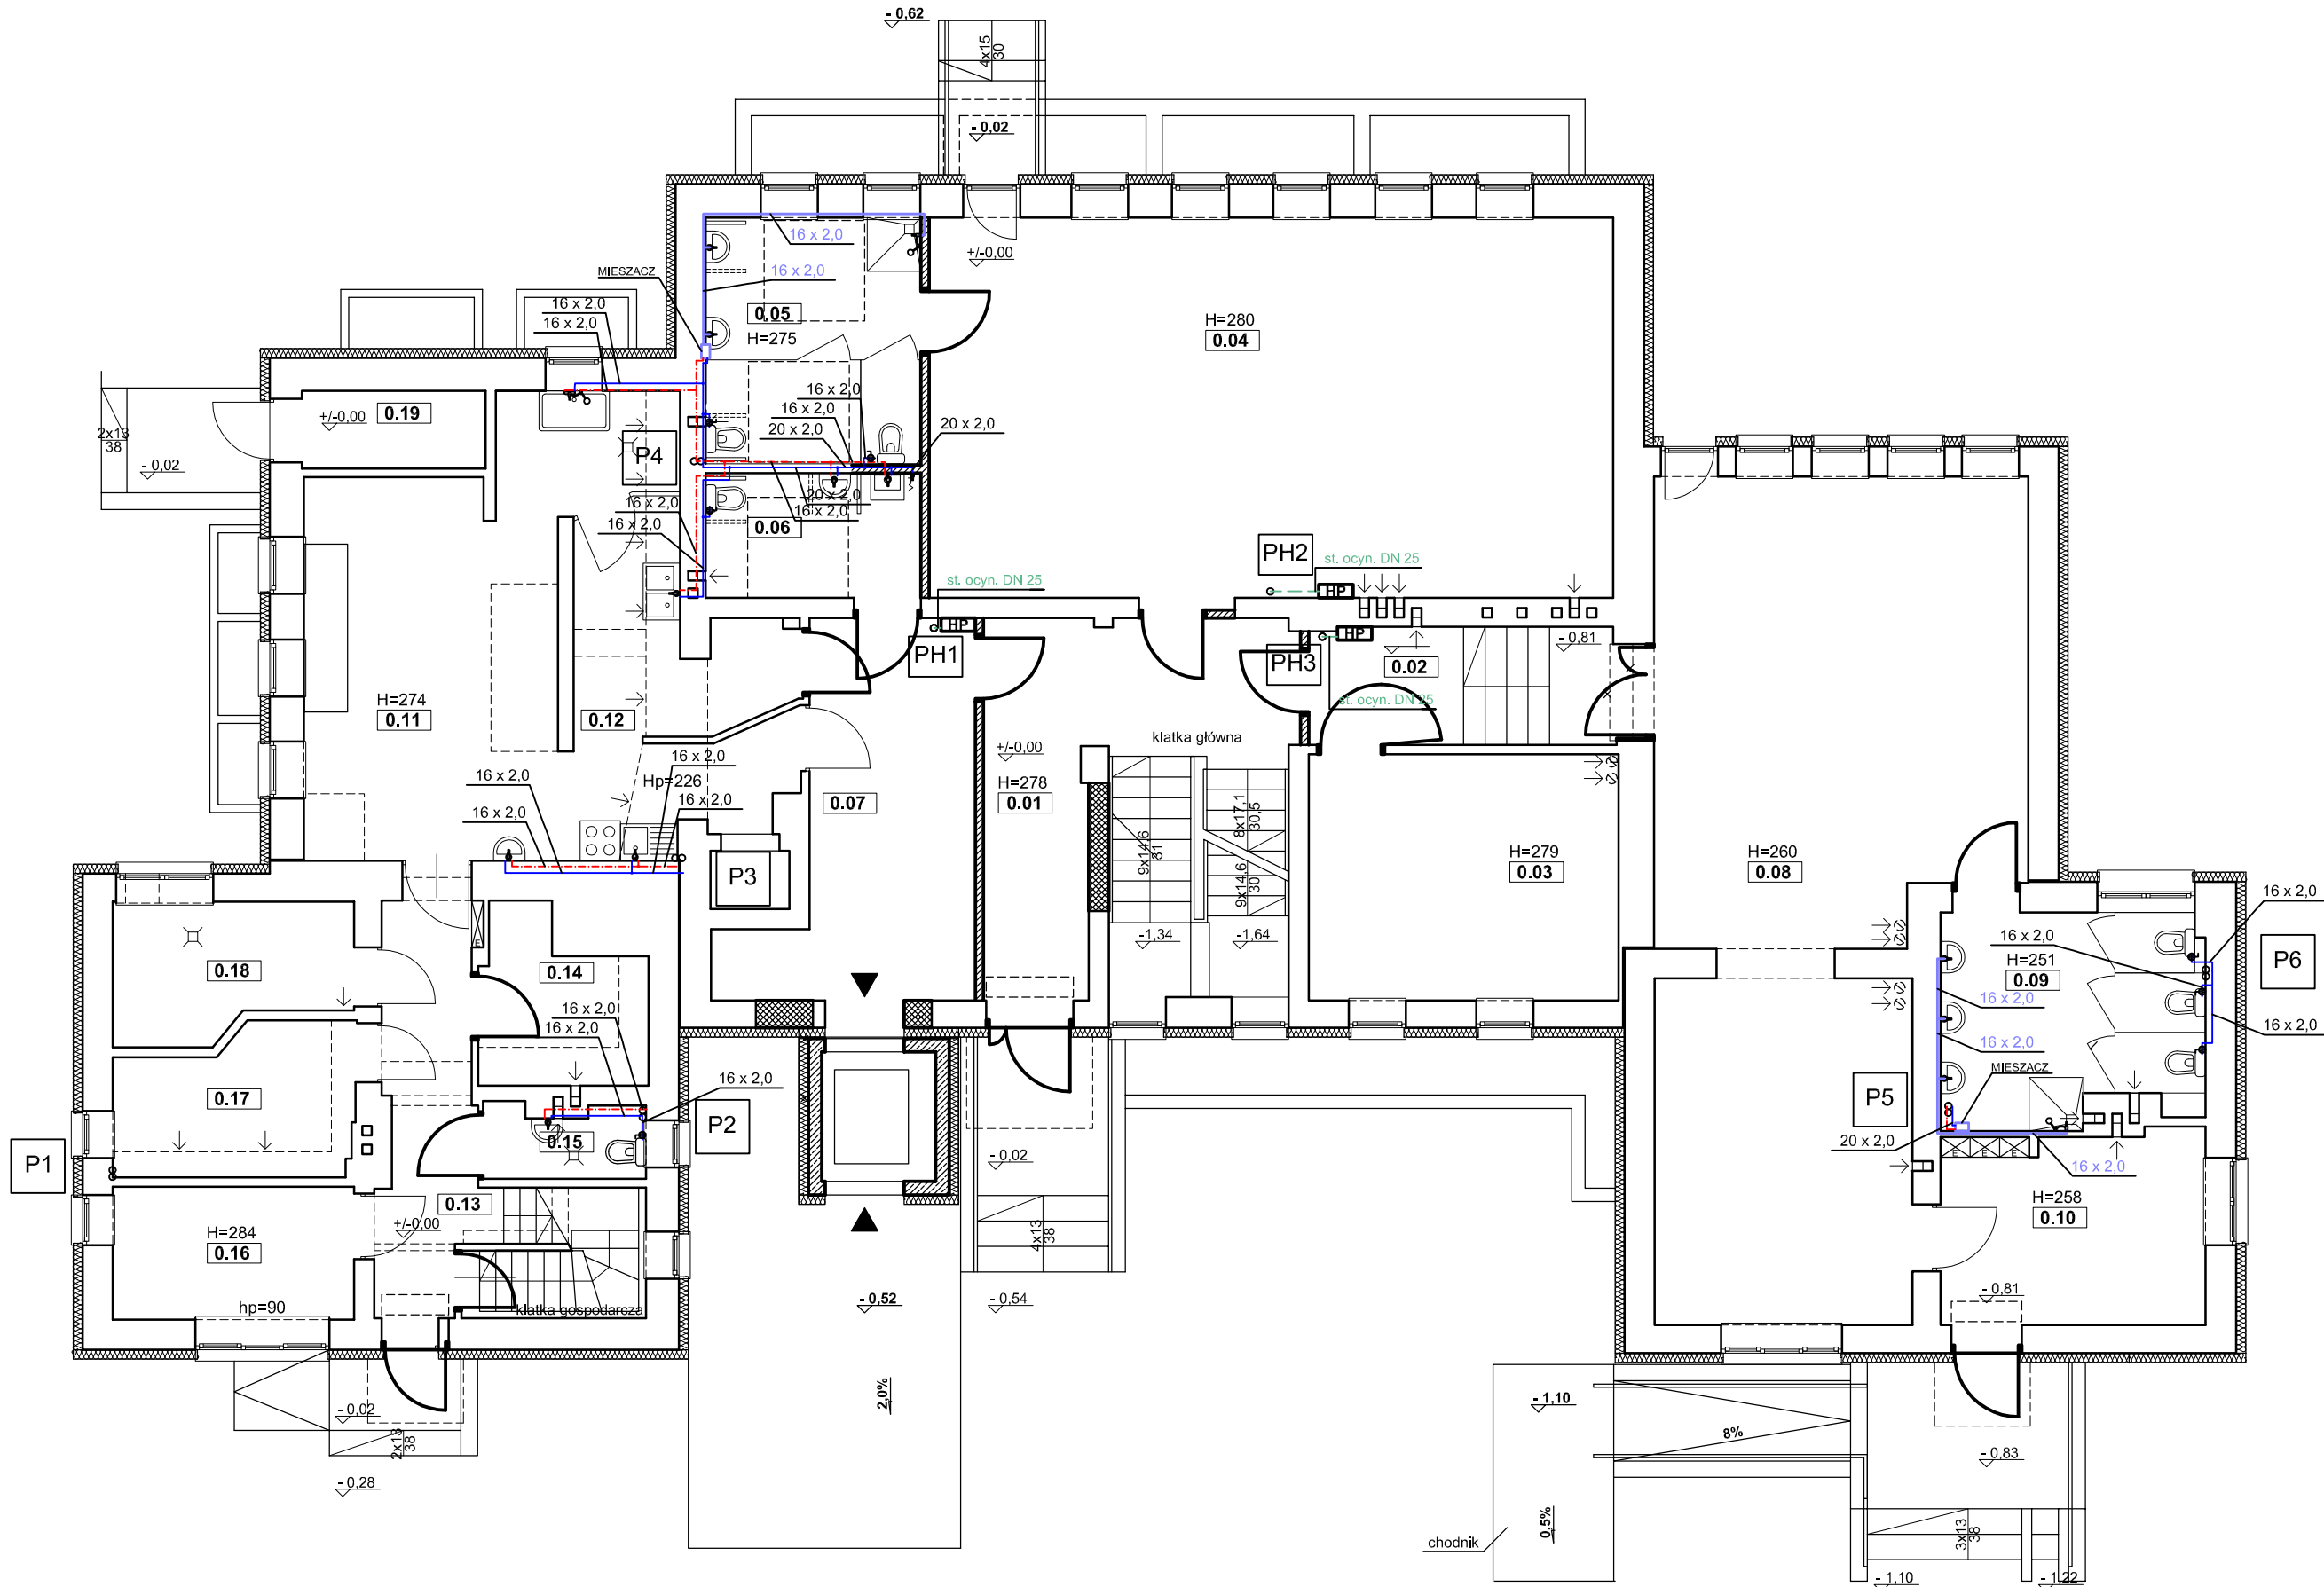 - 0,62
4x15
30
- 0,02
16 x 2,0
+/-0,00
MIESZACZ
16 x 2,0
16 x 2,0
16 x 2,0
0.05
H=275
H=280
0.04
2x13
38
- 0,02
+/-0,00
0.19
P4
16 x 2,0
16 x 2,0
20 x 2,0
20 x 2,0
16 x 2,0
16 x 2,0
20 x 2,0
16 x 2,0
0.06
PH2
st. ocyn. DN 25
HP
st. ocyn. DN 25
HP
PH1
HP
PH3
0.02
- 0,81
st. ocyn. DN 25
H=274
0.11
0.12
klatka główna
+/-0,00
16 x 2,0
Hp=226
16 x 2,0
16 x 2,0
16 x 2,0
0.07
H=278
0.01
9x14,6
31
8x17,1
30,5
9x14,6
30
P3
H=279
0.03
H=260
0.08
16 x 2,0
-1,34
-1,64
E
0.18
0.14
16 x 2,0
H=251
0.09
P6
16 x 2,0
16 x 2,0
16 x 2,0
16 x 2,0
16 x 2,0
MIESZACZ
0.17
16 x 2,0
P2
P5
0.15
20 x 2,0
P1
E E E
16 x 2,0
- 0,02
0.13
+/-0,00
H=284
0.16
H=258
0.10
4x13
38
hp=90
klatka gospodarcza
- 0,52
- 0,54
- 0,81
2,0%
- 0,02
2x13
38
- 1,10
8%
- 0,83
- 0,28
0,5%
chodnik
3x13
38
- 1,10
- 1,22